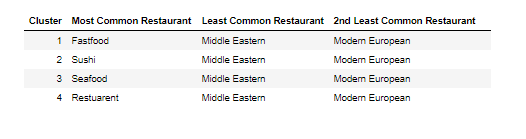 Cluster Most Common Restaurant Least Common Restaurant 2nd Least Common Restaurant
1 Fastfood Middle Eastern Modern European
2 Sushi Middle Eastern Modern European
3 Seafood Middle Eastern Modern European
4 Restuarent Middle Eastern Modern European